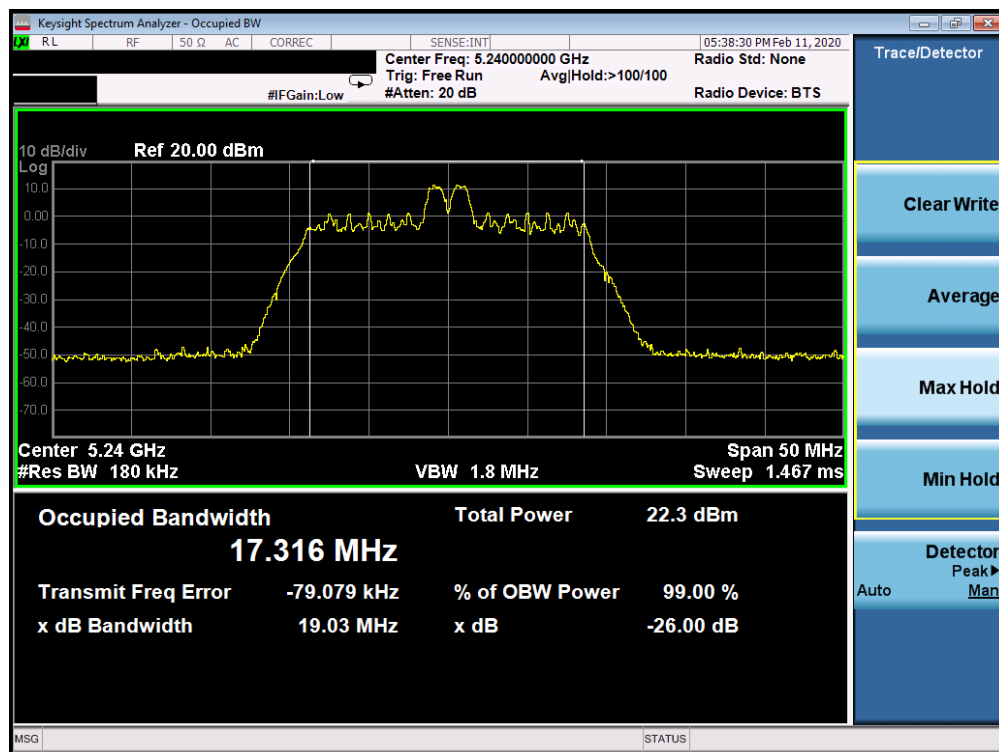 Keysight Spectrum Analyzer - Occupied BW
LXI RL RF 50 Ω AC CORREC SENSE:INT 05:38:30 PM Feb 11, 2020
Center Freq: 5.240000000 GHz Radio Std: None
Trig: Free Run Avg|Hold:>100/100
#IFGain:Low #Atten: 20 dB Radio Device: BTS
10 dB/div Ref 20.00 dBm
Log
10.0
0.00
-10.0
-20.0
-30.0
-40.0
-50.0
-60.0
-70.0
Center 5.24 GHz Span 50 MHz
#Res BW 180 kHz VBW 1.8 MHz Sweep 1.467 ms
Occupied Bandwidth Total Power 22.3 dBm
17.316 MHz
Transmit Freq Error -79.079 kHz % of OBW Power 99.00 %
x dB Bandwidth 19.03 MHz x dB -26.00 dB
MSG STATUS
Trace/Detector
Clear Write
Average
Max Hold
Min Hold
Detector
Peak▶
Auto Man